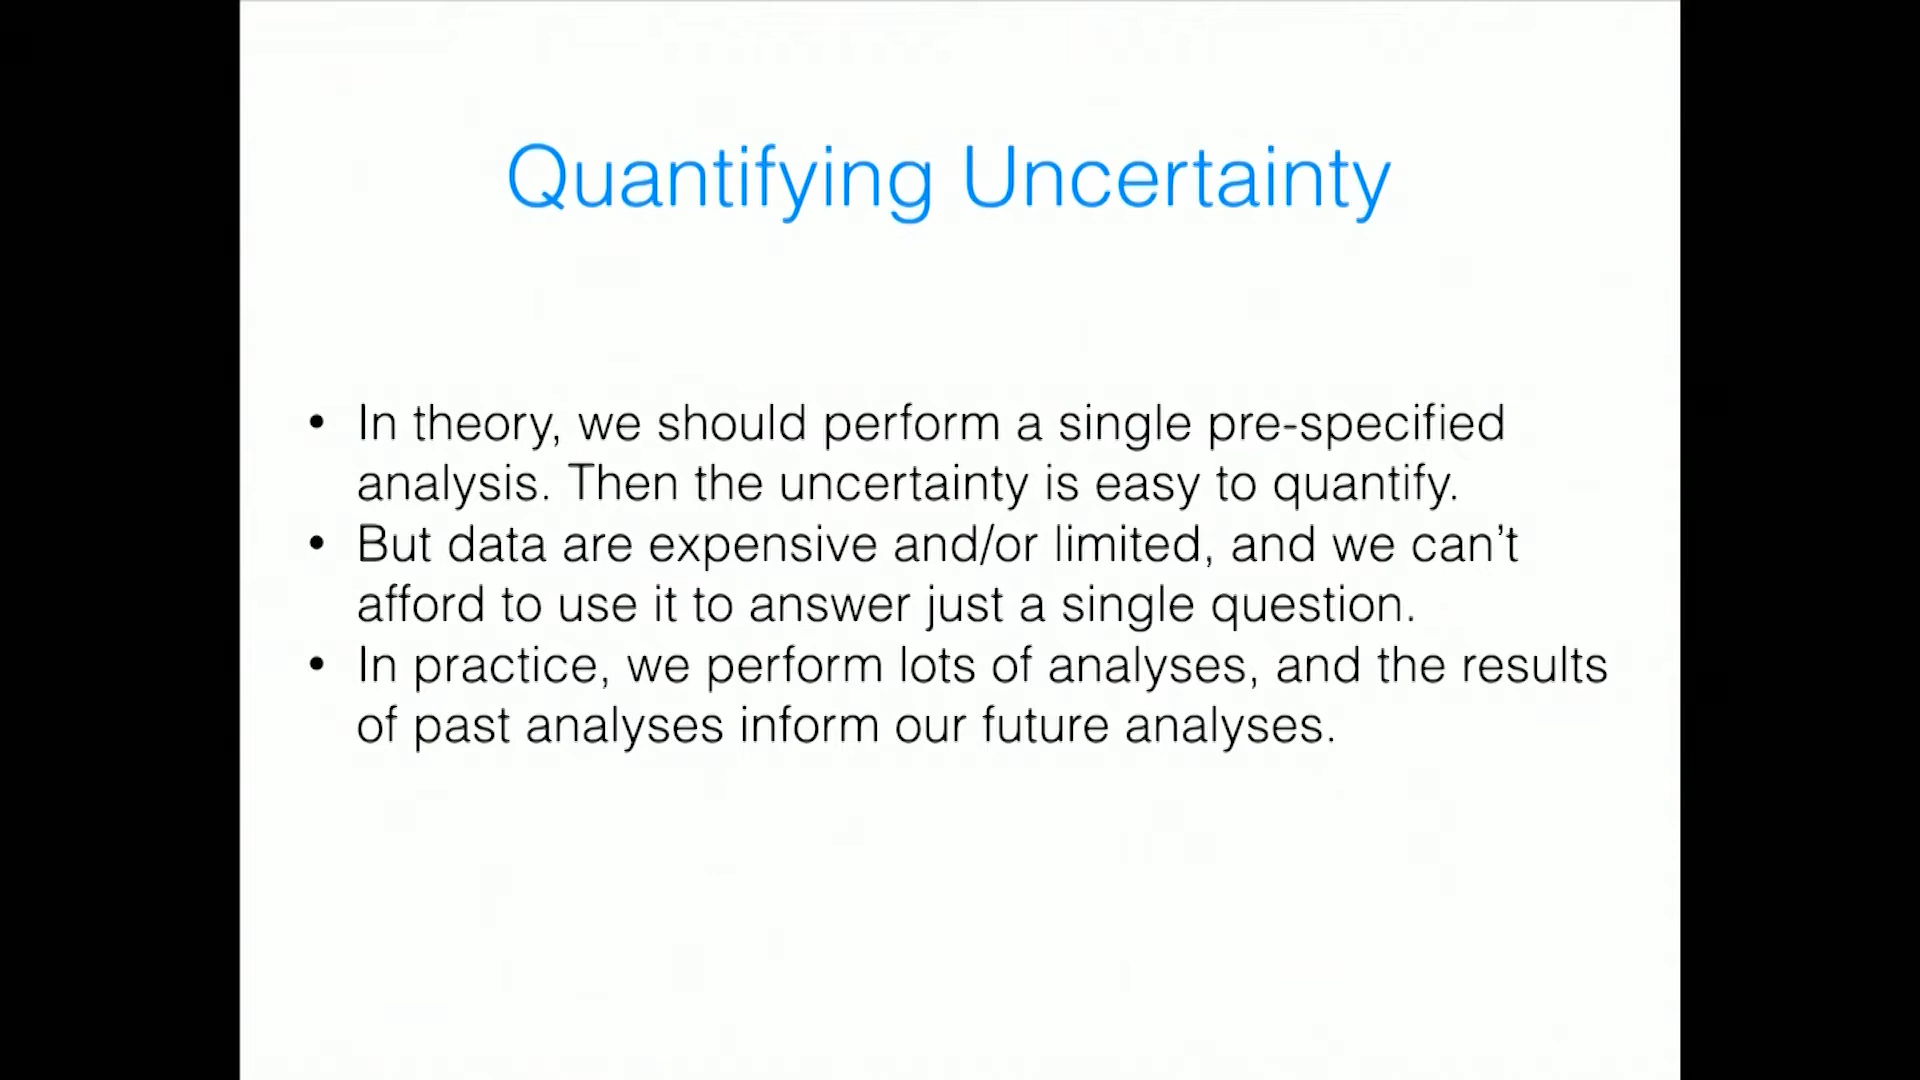 Quantifying Uncertainty
• In theory, we should perform a single pre-specified
analysis. Then the uncertainty is easy to quantify.
• But data are expensive and/or limited, and we can’t
afford to use it to answer just a single question.
• In practice, we perform lots of analyses, and the results
of past analyses inform our future analyses.